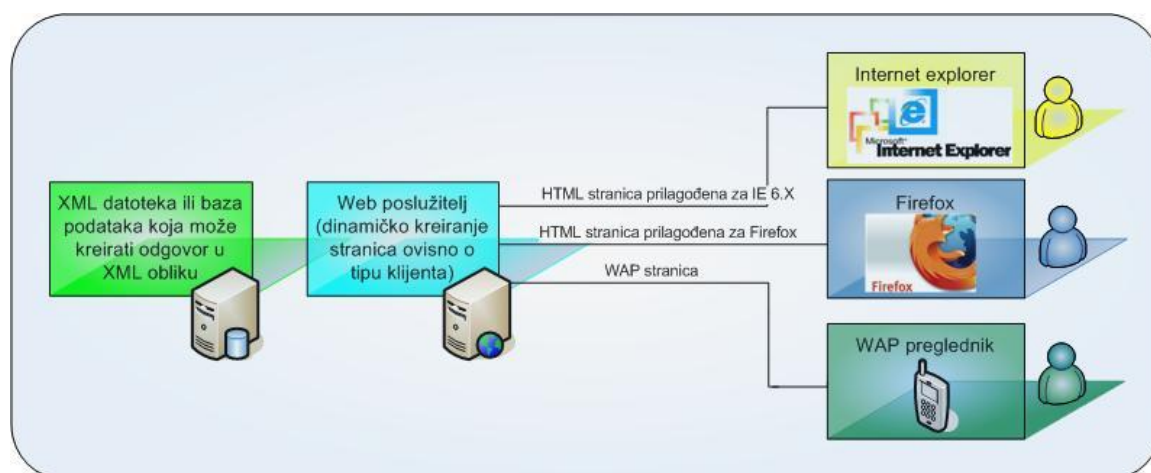 XML datoteka ili baza
podataka koja može
kreirati odgovor u
XML obliku
Web poslužitelj
(dinamičko kreiranje
stranica ovisno o
tipu klijenta)
HTML stranica prilagođena za IE 6.X
HTML stranica prilagođena za Firefox
WAP stranica
Internet explorer
Microsoft®
Internet Explorer
Firefox
Firefox
WAP preglednik